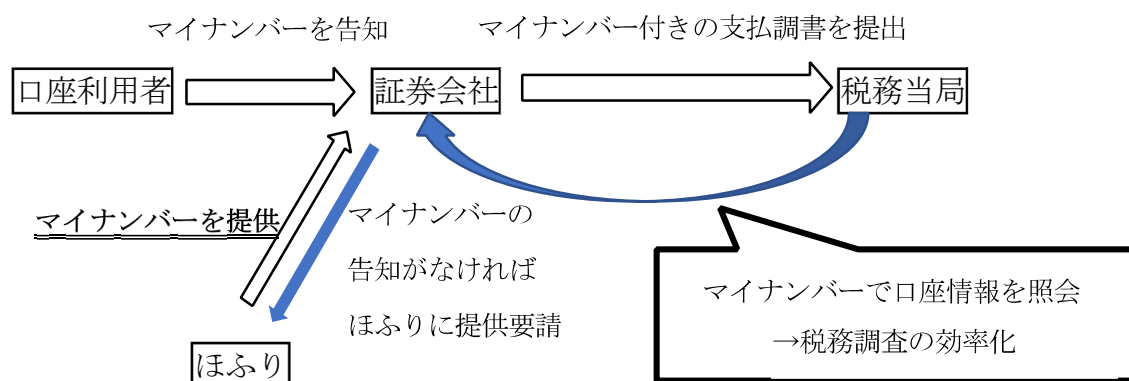 マイナンバーを告知
マイナンバー付きの支払調書を提出
口座利用者
証券会社
税務当局
マイナンバーを提供
マイナンバーの
告知がなければ
ほふりに提供要請
マイナンバーで口座情報を照会
→税務調査の効率化
ほふり